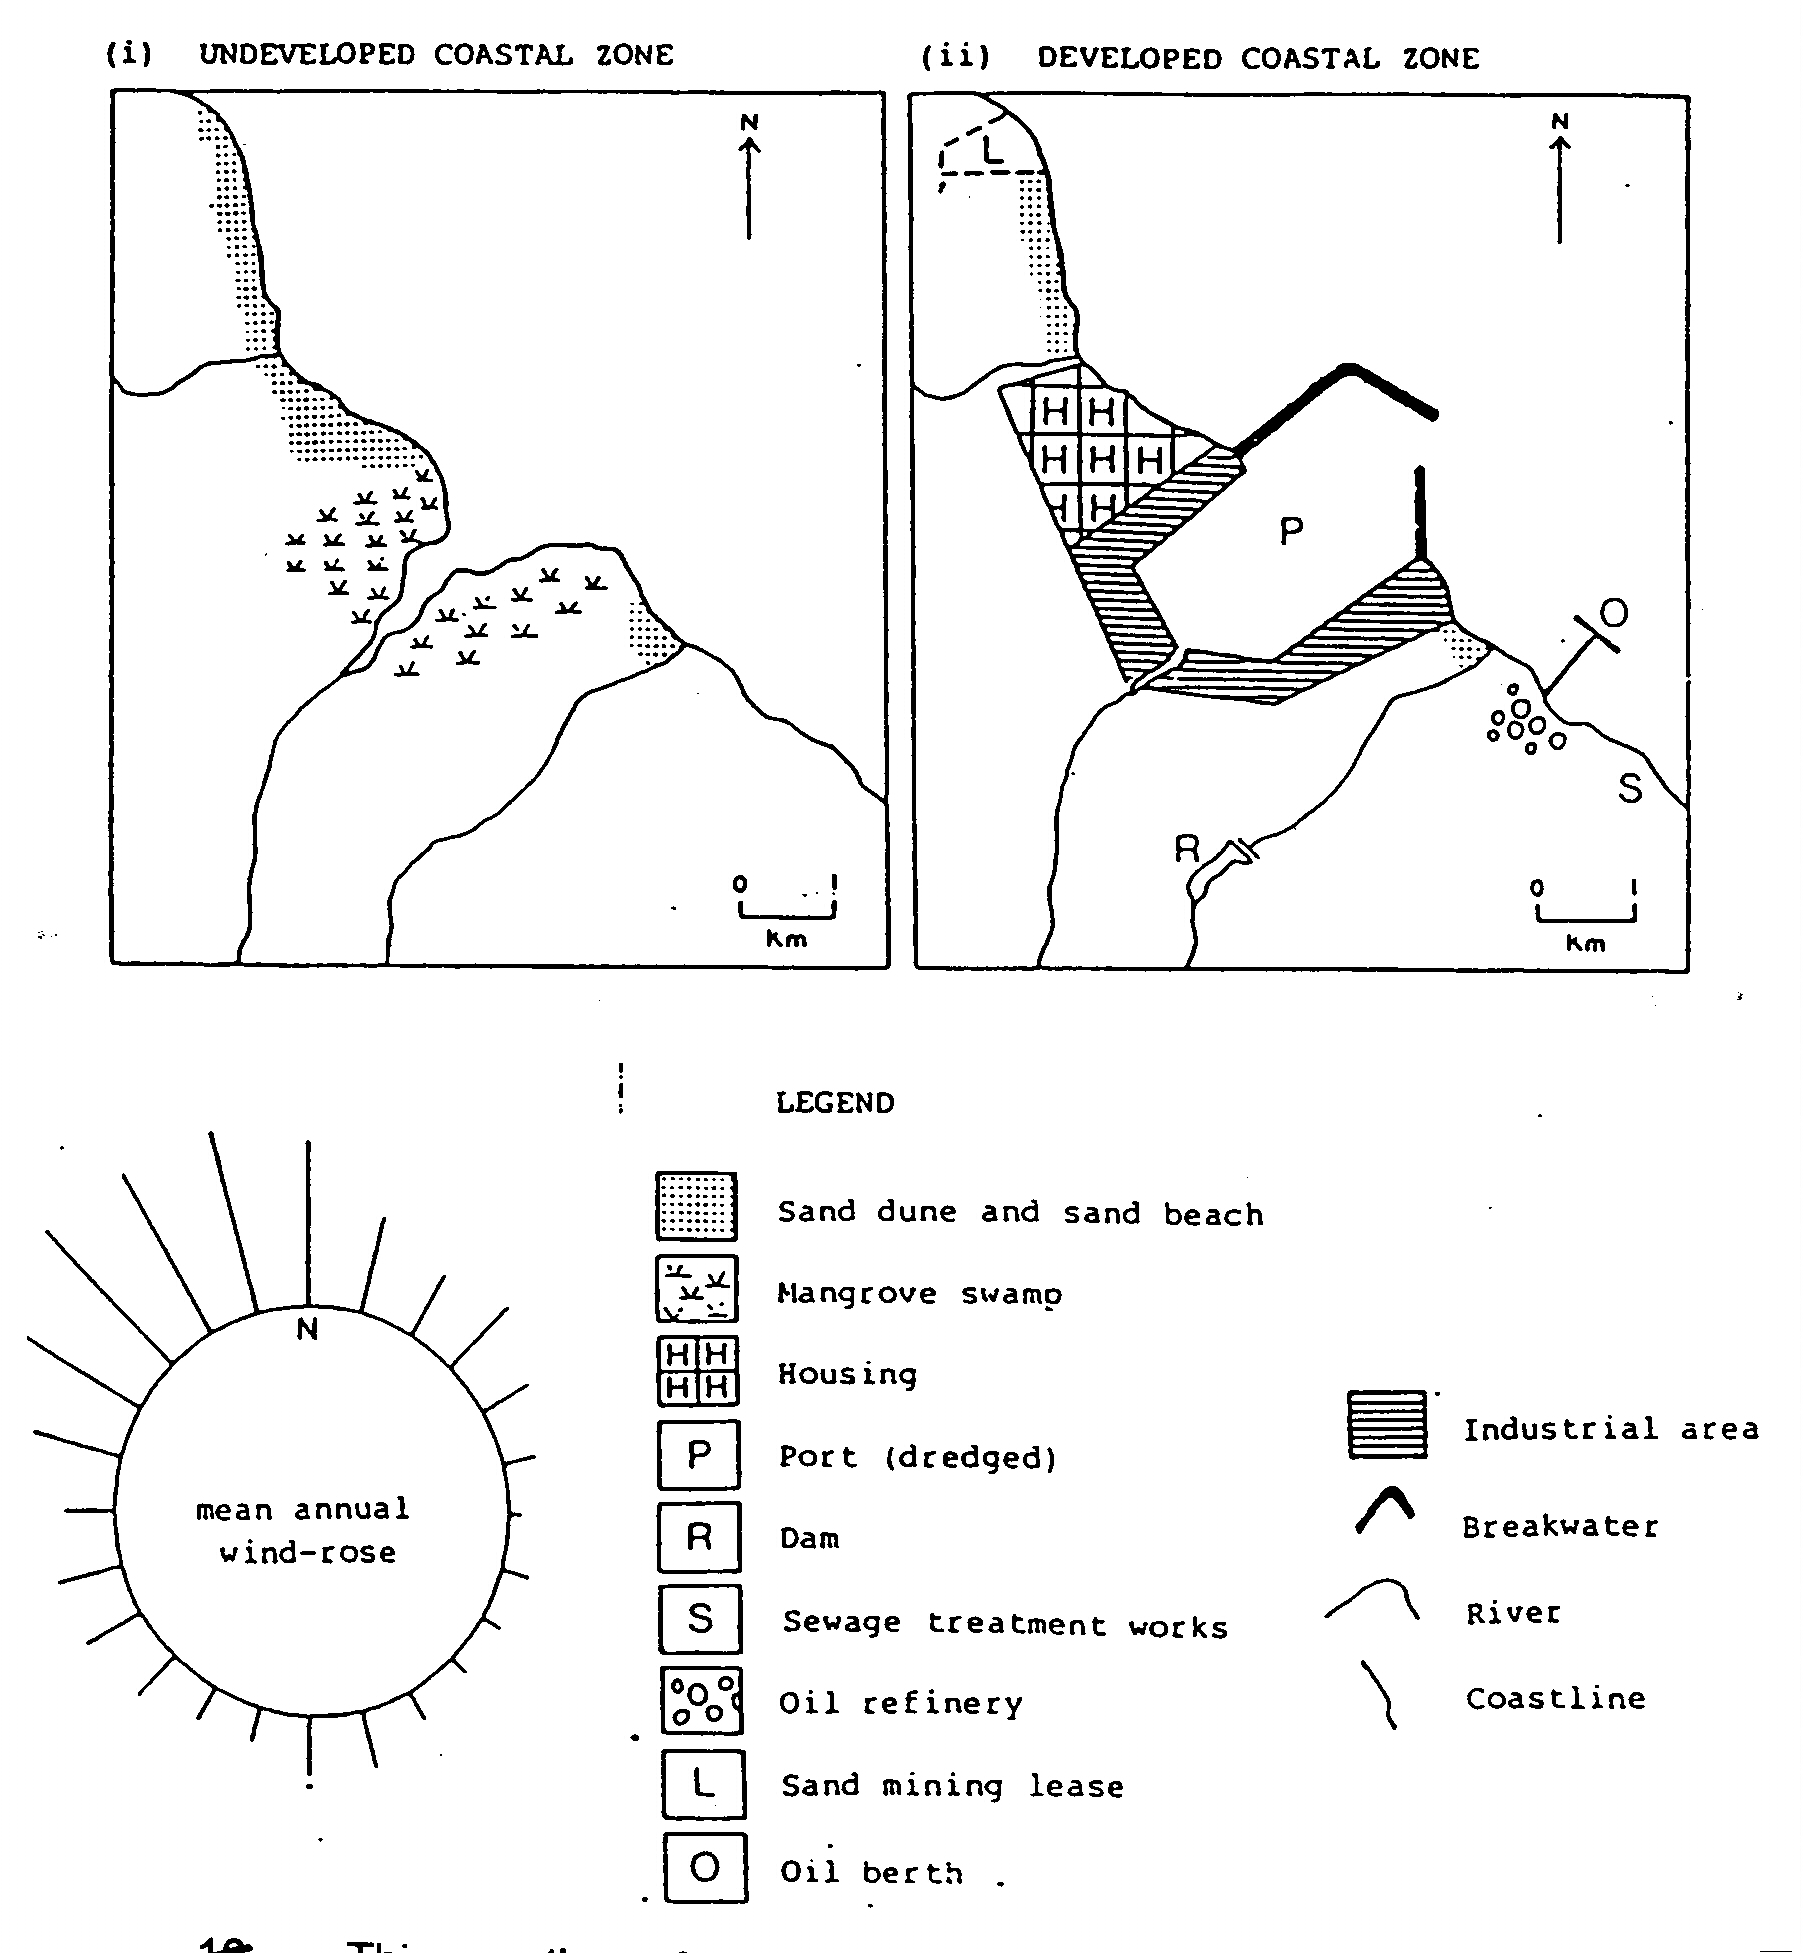 (i) UNDEVELOPED COASTAL ZONE
N
0 1
Km
(ii) DEVELOPED COASTAL ZONE
L
N
H H
H H H
H H
P
O
S
R
0 1
Km
N
mean annual
wind-rose
LEGEND
Sand dune and sand beach
Mangrove swamp
H H
H H
Housing
P
Port (dredged)
R
Dam
S
Sewage treatment works
Oil refinery
L
Sand mining lease
O
Oil berth
Industrial area
Breakwater
River
Coastline